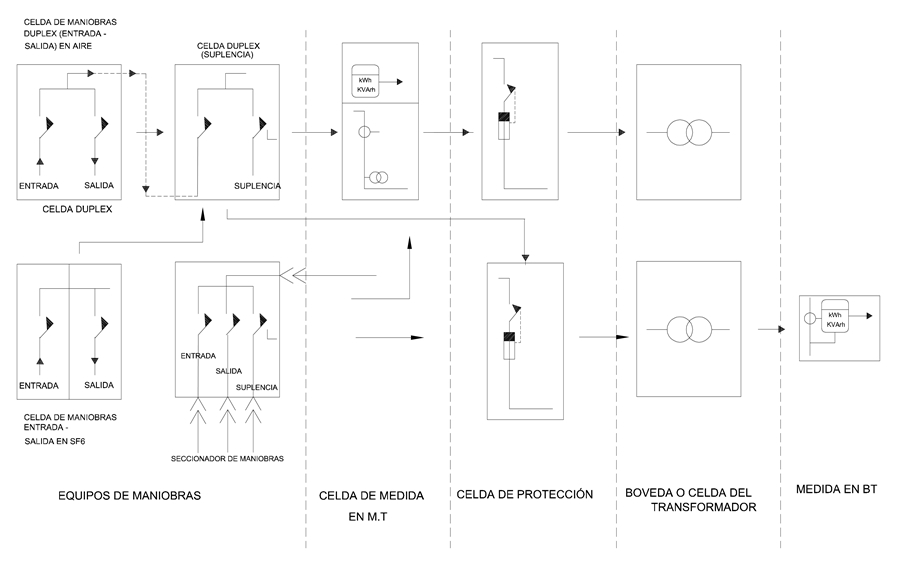 CELDA DE MANIOBRAS
DUPLEX (ENTRADA -
SALIDA) EN AIRE
CELDA DUPLEX
(SUPLENCIA)
kWh
KVArh
ENTRADA
SALIDA
SUPLENCIA
CELDA DUPLEX
ENTRADA
SALIDA
SUPLENCIA
ENTRADA
SALIDA
kWh
KVArh
CELDA DE MANIOBRAS
ENTRADA -
SALIDA EN SF6
SECCIONADOR DE MANIOBRAS
EQUIPOS DE MANIOBRAS
CELDA DE MEDIDA
EN M.T
CELDA DE PROTECCIÓN
BOVEDA O CELDA DEL
TRANSFORMADOR
MEDIDA EN BT